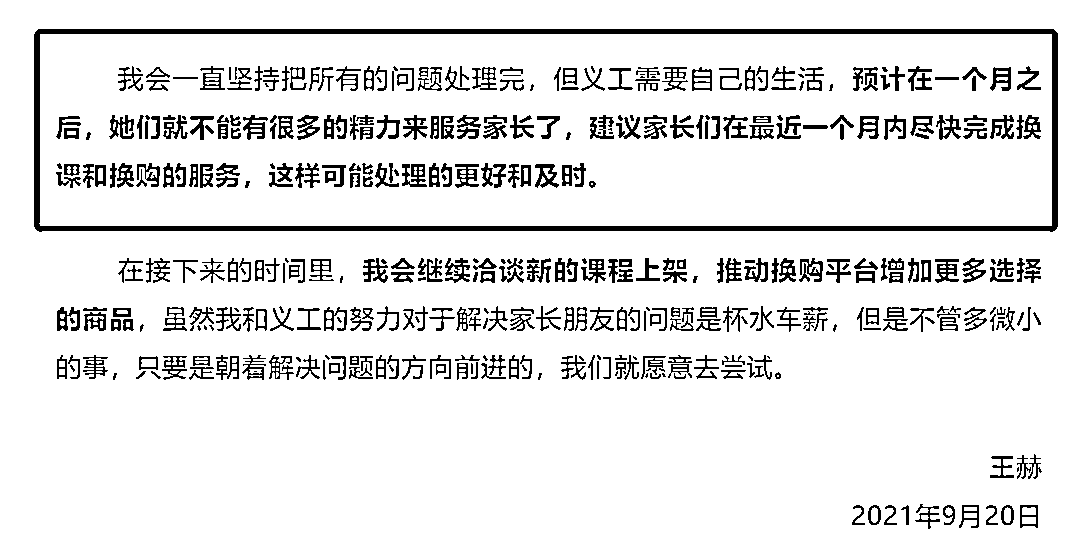 我会一直坚持把所有的问题处理完，但义工需要自己的生活，预计在一个月之
后，她们就不能有很多的精力来服务家长了，建议家长们在最近一个月内尽快完成换
课和换购的服务，这样可能处理的更好和及时。
在接下来的时间里，我会继续洽谈新的课程上架，推动换购平台增加更多选择
的商品，虽然我和义工的努力对于解决家长朋友的问题是杯水车薪，但是不管多微小
的事，只要是朝着解决问题的方向前进的，我们就愿意去尝试。
王赫
2021年9月20日